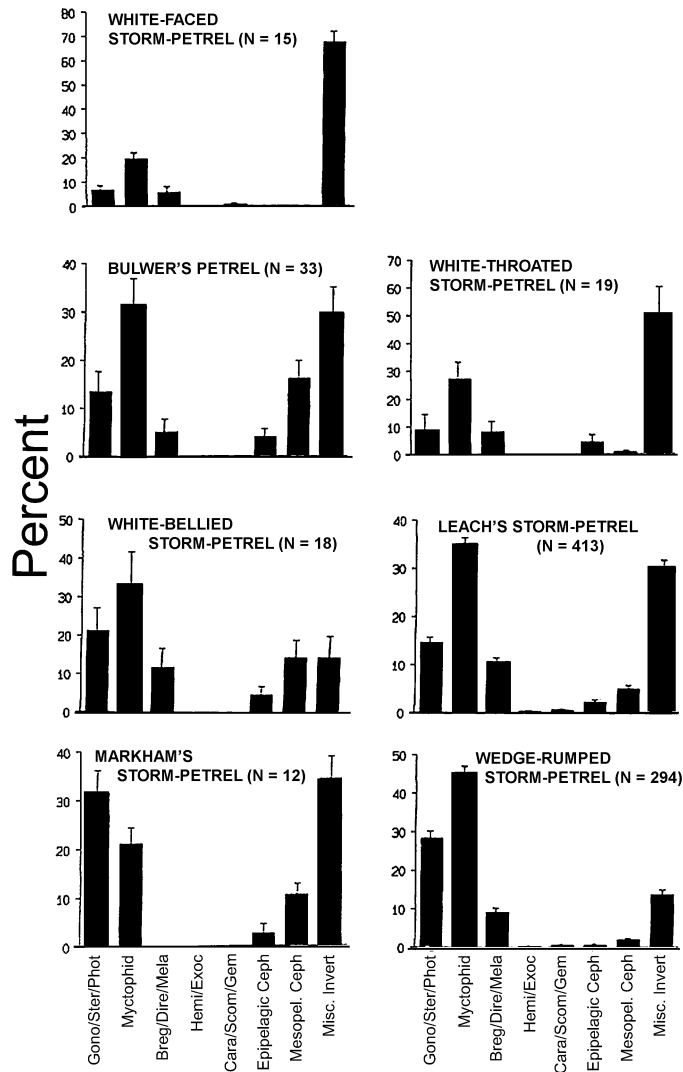 WHITE-FACED
STORM-PETREL (N = 15)
80
70
60
50
40
30
20
10
0
BULWER'S PETREL (N = 33)
40
30
20
10
0
WHITE-THROATED
STORM-PETREL (N = 19)
70
60
50
40
30
20
10
0
Percent
WHITE-BELLIED
STORM-PETREL (N = 18)
50
40
30
20
10
0
LEACH'S STORM-PETREL
(N = 413)
40
30
20
10
0
MARKHAM'S
STORM-PETREL (N = 12)
40
30
20
10
0
WEDGE-RUMPED
STORM-PETREL (N = 294)
50
40
30
20
10
0
Gono/Ster/Phot
Myctophid
Breg/Dire/Mela
Hemi/Exoc
Cara/Scom/Gem
Epipelagic Ceph
Mesopel. Ceph
Misc. Invert
Gono/Ster/Phot
Myctophid
Breg/Dire/Mela
Hemi/Exoc
Cara/Scom/Gem
Epipelagic Ceph
Mesopel. Ceph
Misc. Invert